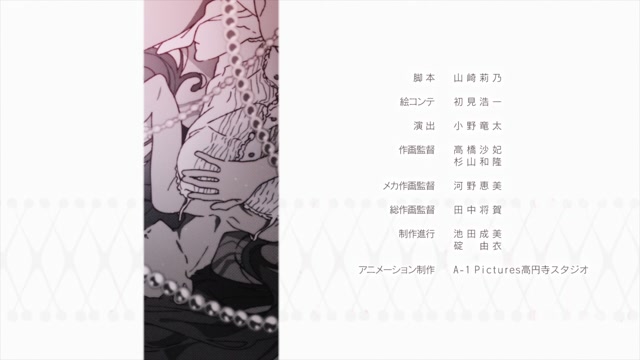 脚本 山崎莉乃
絵コンテ 初見浩一
演出 小野竜太
作画監督 高橋沙妃
杉山和隆
メカ作画監督 河野恵美
総作画監督 田中将賀
制作進行 池田成美
碇 由衣
アニメーション制作 A-1 Pictures高円寺スタジオ